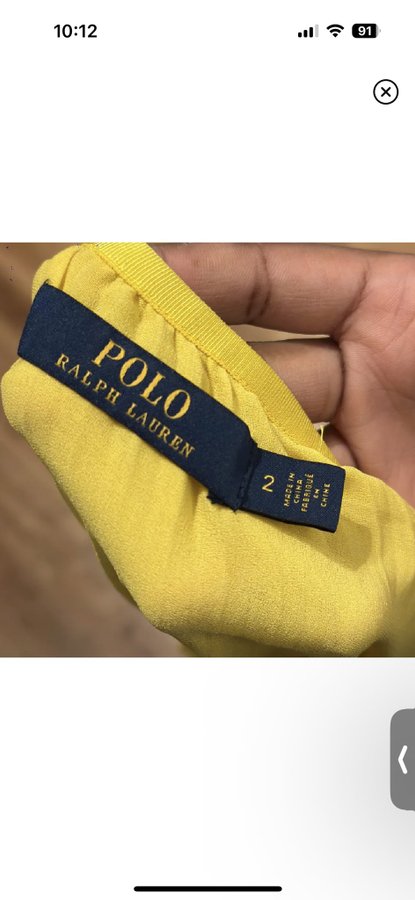 10:12
91
POLO
RALPH LAUREN
2
MADE IN
CHINA
FABRIQUÉ
EN
CHINE